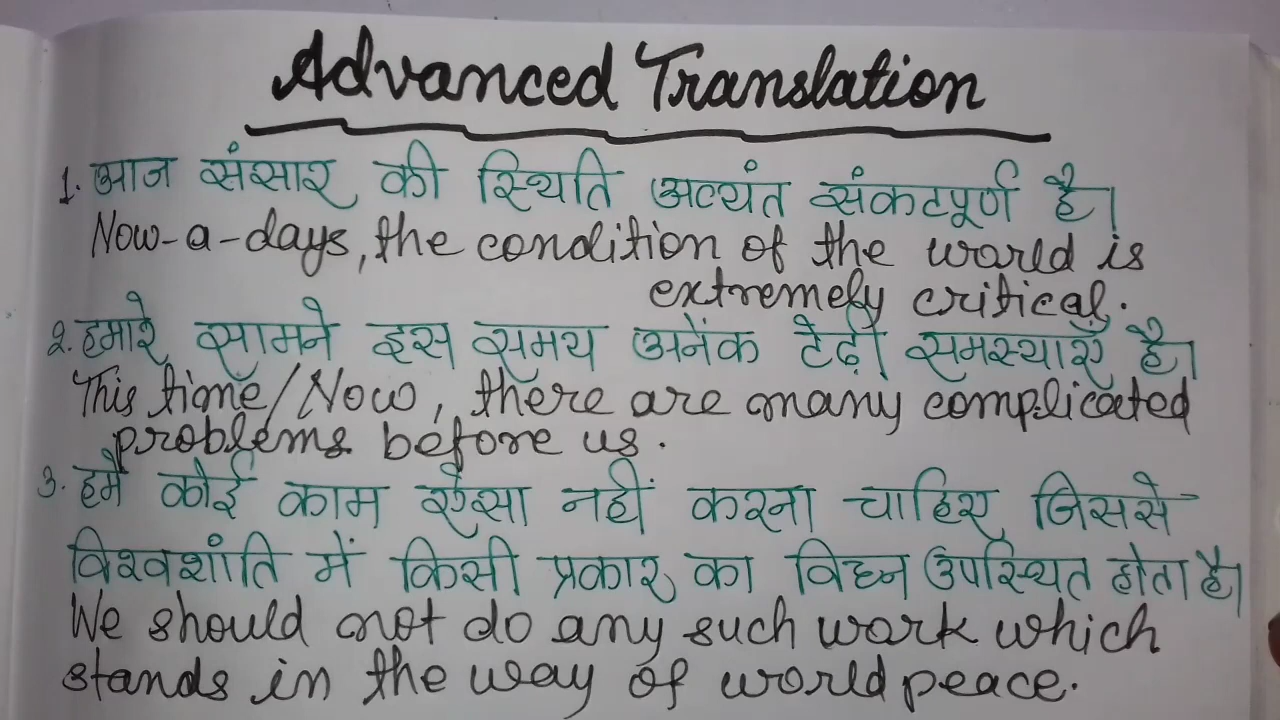 Advanced Translation
1. आज संसार की स्थिति अत्यंत संकटपूर्ण है।
Now-a-days, the condition of the world is
extremely critical.
2. हमारे सामने इस समय अनेंक टेढ़ी समस्याएँ है।
This time/Now, there are many complicated
problems before us.
3. हमें कोई काम ऐसा नहीं करना चाहिए जिससे
विश्वशांति में किसी प्रकार का विघ्न उपस्थित होता है।
We should not do any such work which
stands in the way of world peace.